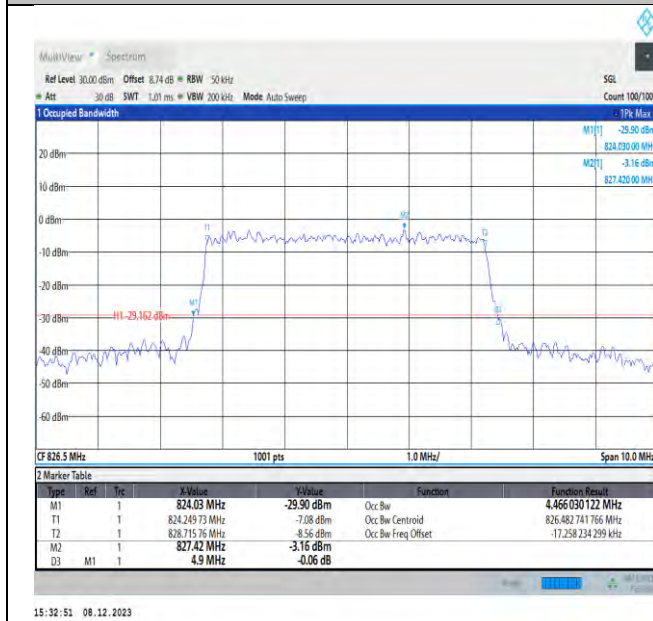 MultiView Spectrum
Ref Level 30.00 dBm Offset 8.74 dB RBW 50 kHz SGL
Att 30 dB SWT 1.01 ms VBW 200 kHz Mode Auto Sweep Count 100/100
1 Occupied Bandwidth 1Pk Max
M1[1] -29.90 dBm
824.030 00 MHz
M2[1] -3.16 dBm
827.420 00 MHz
20 dBm
10 dBm
0 dBm
M2
T1
T2
-10 dBm
-20 dBm
M1
-30 dBm
H1 -29.162 dBm
D3
-40 dBm
-50 dBm
-60 dBm
CF 826.5 MHz 1001 pts 1.0 MHz/ Span 10.0 MHz
2 Marker Table
Type Ref Trc X-Value Y-Value Function Function Result
M1 1 824.03 MHz -29.90 dBm Occ Bw 4.466 030 122 MHz
T1 1 824.249 73 MHz -7.08 dBm Occ Bw Centroid 826.482 741 766 MHz
T2 1 828.715 76 MHz -8.56 dBm Occ Bw Freq Offset -17.258 234 299 kHz
M2 1 827.42 MHz -3.16 dBm
D3 M1 1 4.9 MHz -0.06 dB
15:32:51 08.12.2023